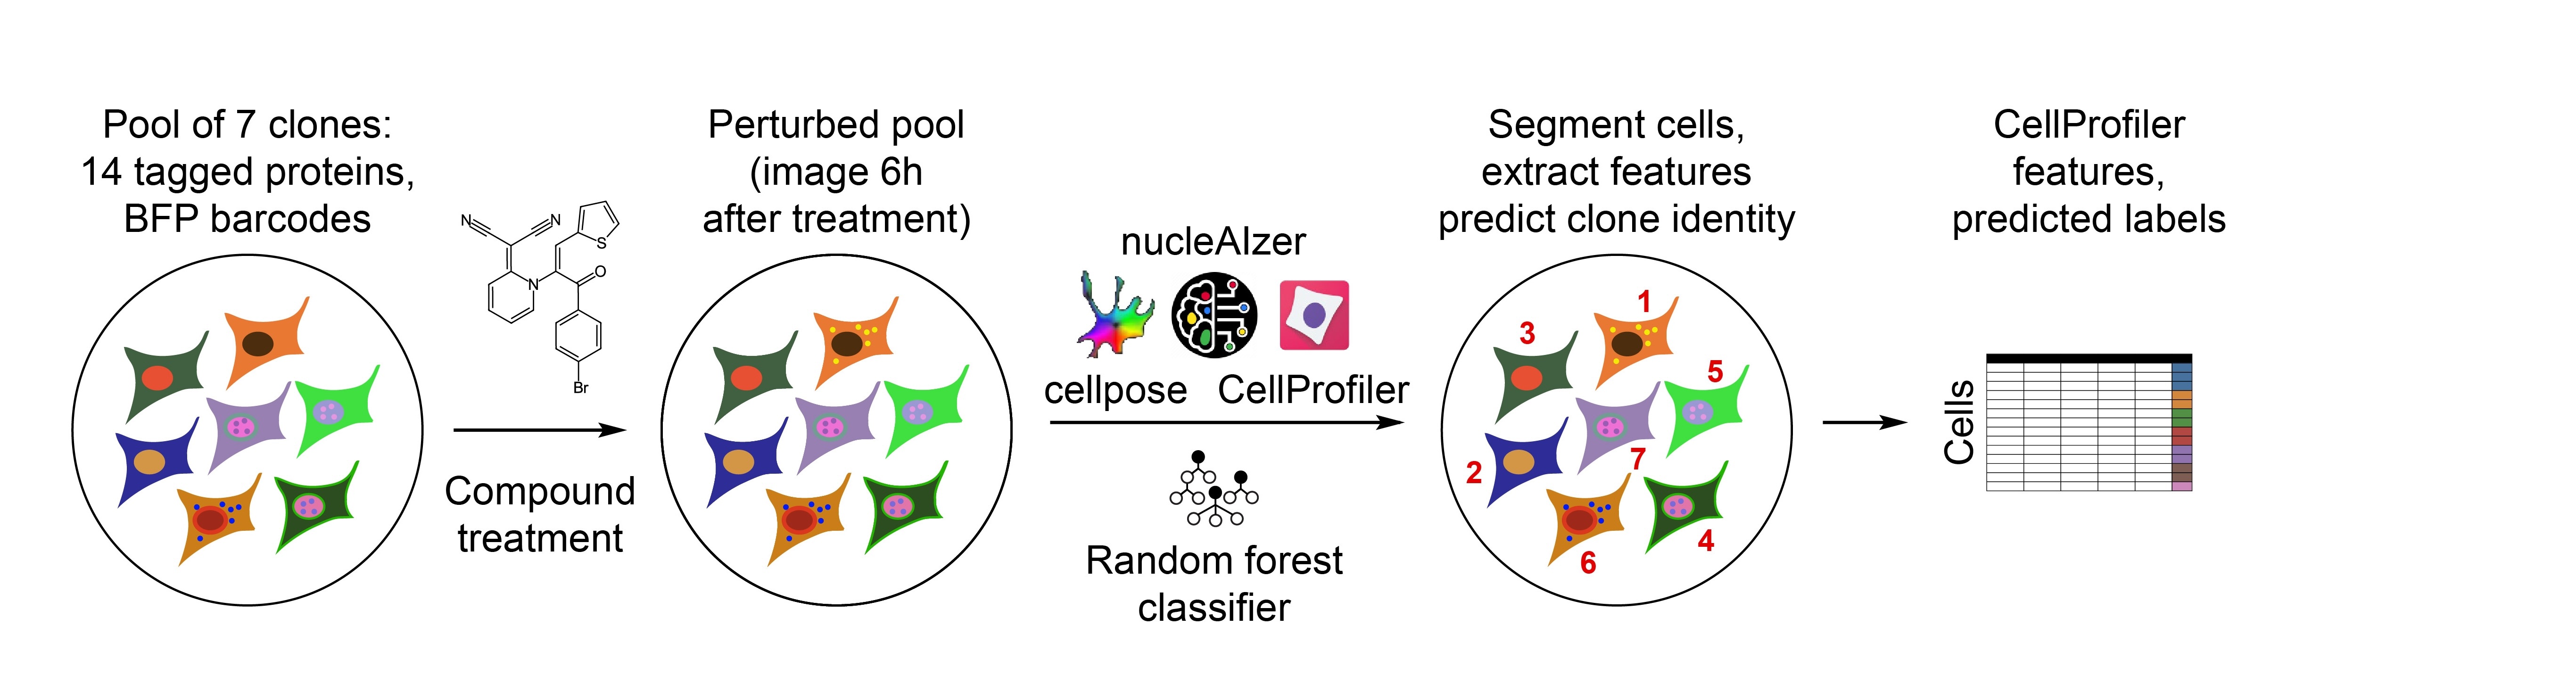 Pool of 7 clones:
14 tagged proteins,
BFP barcodes
N
N
S
N
O
Br
Compound
treatment
Perturbed pool
(image 6h
after treatment)
nucleAIzer
cellpose
CellProfiler
Random forest
classifier
Segment cells,
extract features
predict clone identity
1
3
5
2
7
4
6
CellProfiler
features,
predicted labels
Cells